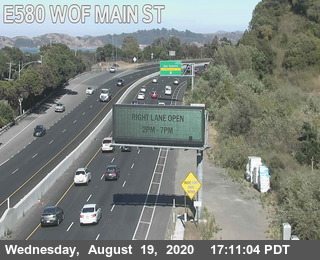 E580 WOF MAIN ST
RIGHT LANE OPEN
2PM - 7PM
Wednesday, August 19, 2020 17:11:04 PDT